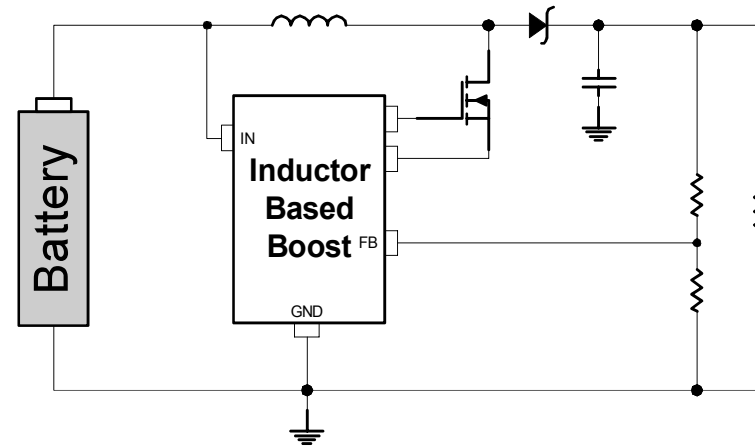 Battery
IN
Inductor
Based
Boost
FB
GND